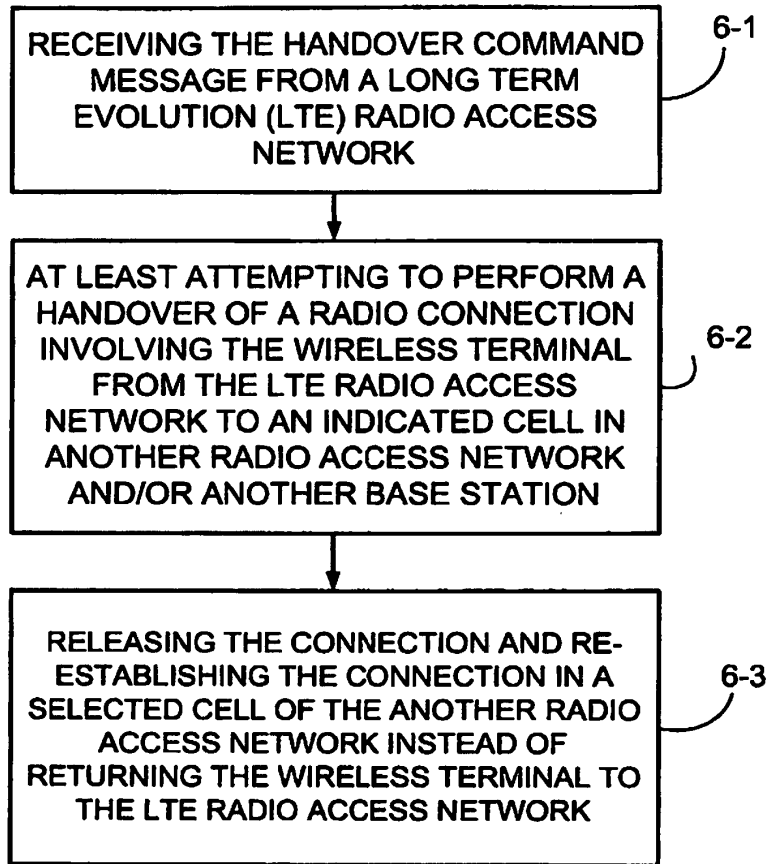 RECEIVING THE HANDOVER COMMAND
MESSAGE FROM A LONG TERM
EVOLUTION (LTE) RADIO ACCESS
NETWORK
6-1
AT LEAST ATTEMPTING TO PERFORM A
HANDOVER OF A RADIO CONNECTION
INVOLVING THE WIRELESS TERMINAL
FROM THE LTE RADIO ACCESS
NETWORK TO AN INDICATED CELL IN
ANOTHER RADIO ACCESS NETWORK
AND/OR ANOTHER BASE STATION
6-2
RELEASING THE CONNECTION AND RE-
ESTABLISHING THE CONNECTION IN A
SELECTED CELL OF THE ANOTHER RADIO
ACCESS NETWORK INSTEAD OF
RETURNING THE WIRELESS TERMINAL TO
THE LTE RADIO ACCESS NETWORK
6-3